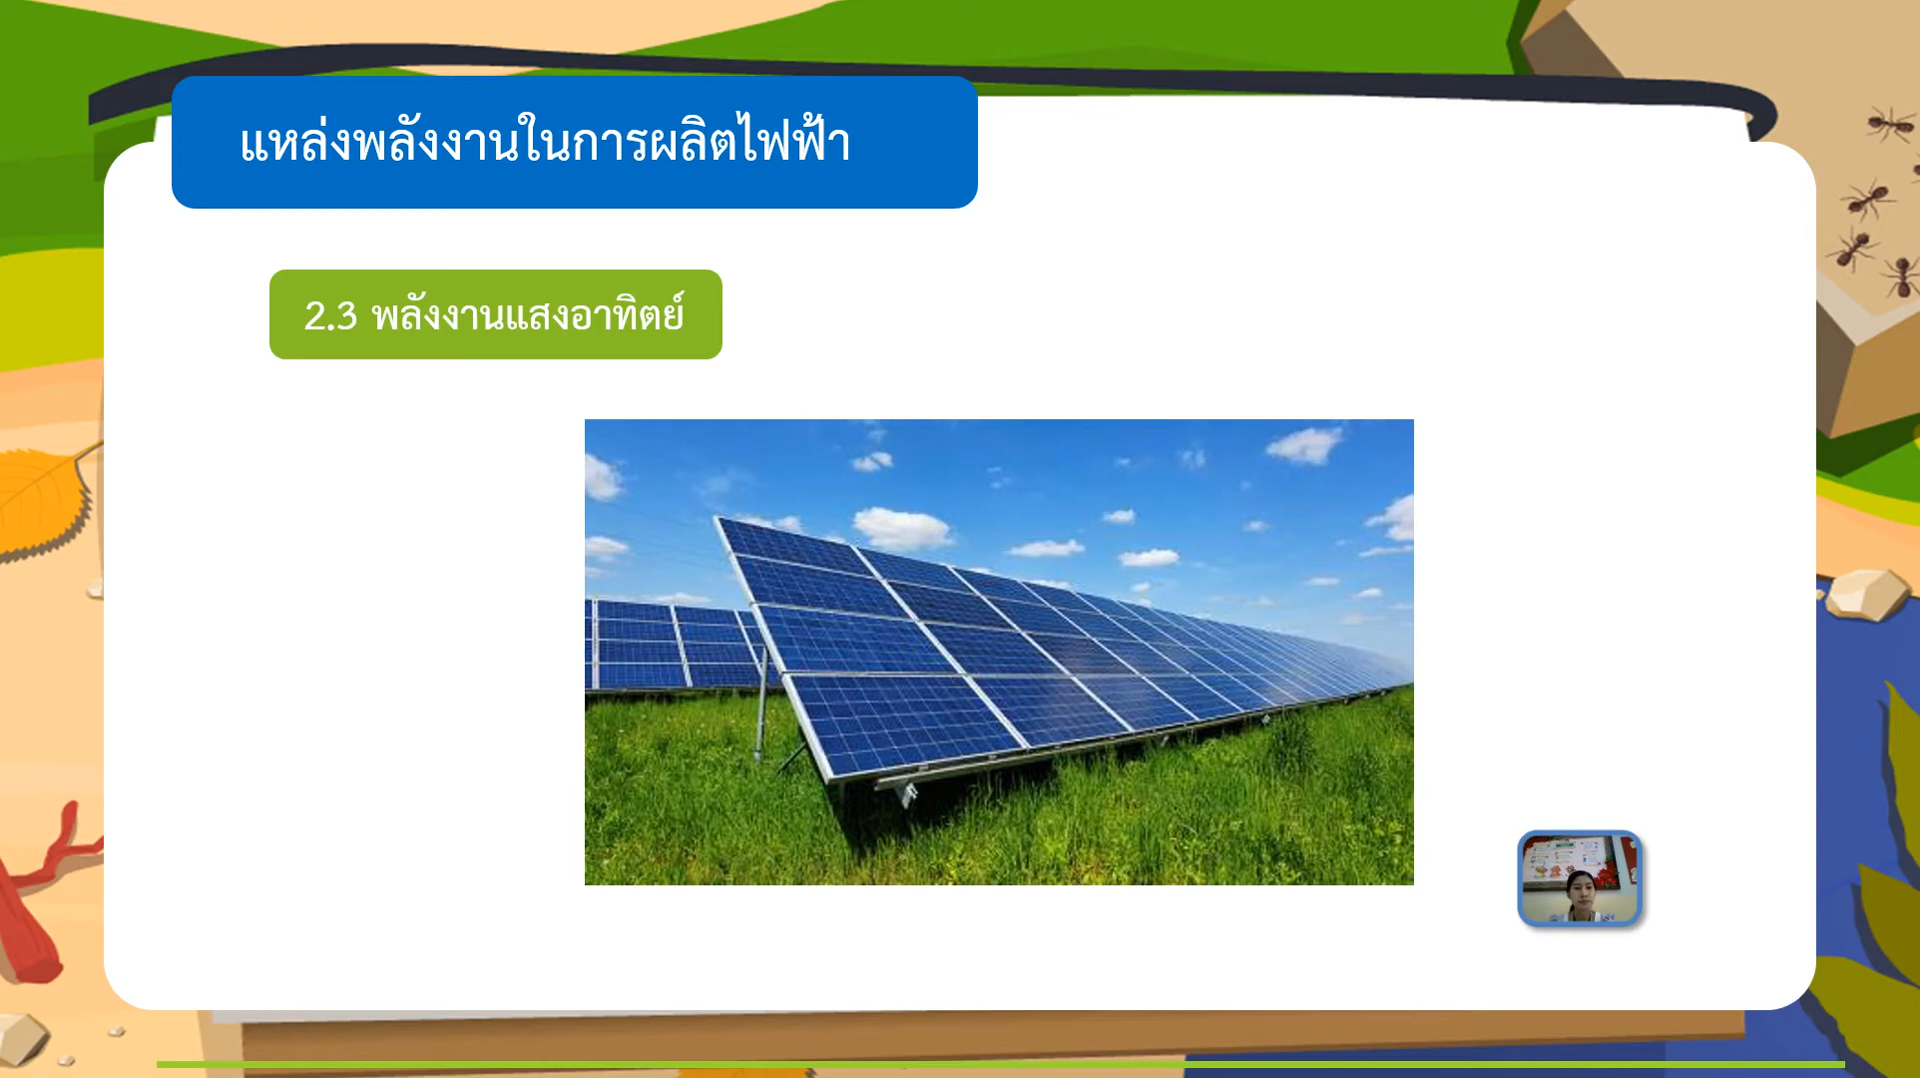 แหล่งพลังงานในการผลิตไฟฟ้า
2.3 พลังงานแสงอาทิตย์